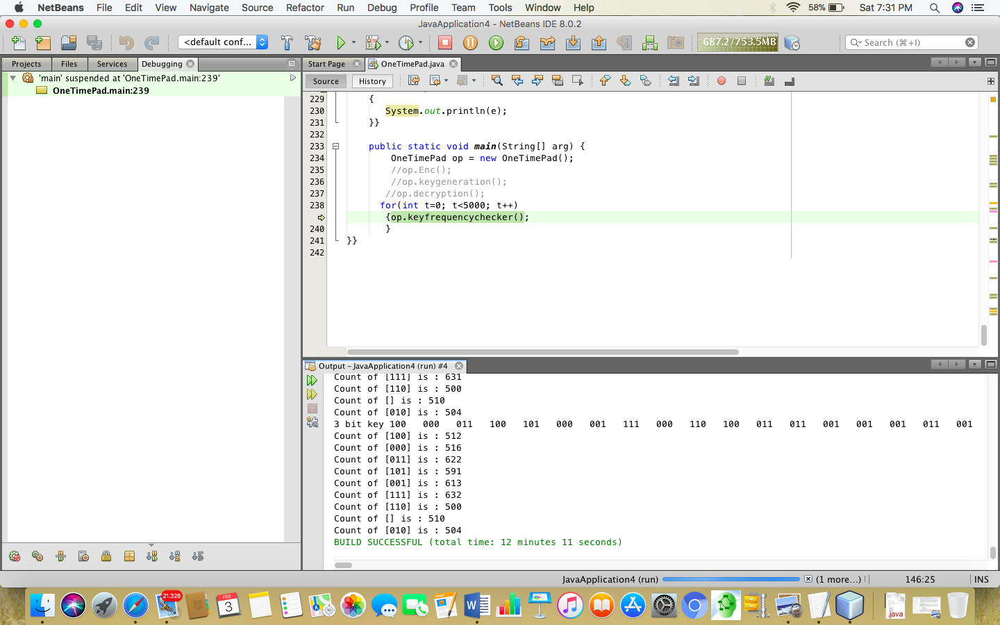 NetBeans File Edit View Navigate Source Refactor Run Debug Profile Team Tools Window Help 58% Sat 7:31 PM
JavaApplication4 - NetBeans IDE 8.0.2
<default conf... 687.2/753.5MB Search (⌘+I)
Projects Files Services Debugging
'main' suspended at 'OneTimePad.main:239'
OneTimePad.main:239
Start Page OneTimePad.java
Source History
229 {
230 System.out.println(e);
231 }}
232
233 public static void main(String[] arg) {
234 OneTimePad op = new OneTimePad();
235 //op.Enc();
236 //op.keygeneration();
237 //op.decryption();
238 for(int t=0; t<5000; t++)
{op.keyfrequencychecker();
240 }
241 }}
242
Output - JavaApplication4 (run) #4
Count of [111] is : 631
Count of [110] is : 500
Count of [] is : 510
Count of [010] is : 504
3 bit key 100 000 011 100 101 000 001 111 000 110 100 011 011 001 001 001 011 001
Count of [100] is : 512
Count of [000] is : 516
Count of [011] is : 622
Count of [101] is : 591
Count of [001] is : 613
Count of [111] is : 632
Count of [110] is : 500
Count of [] is : 510
Count of [010] is : 504
BUILD SUCCESSFUL (total time: 12 minutes 11 seconds)
JavaApplication4 (run) (1 more...) 146:25 INS
21,328
FEB
3
W
.java